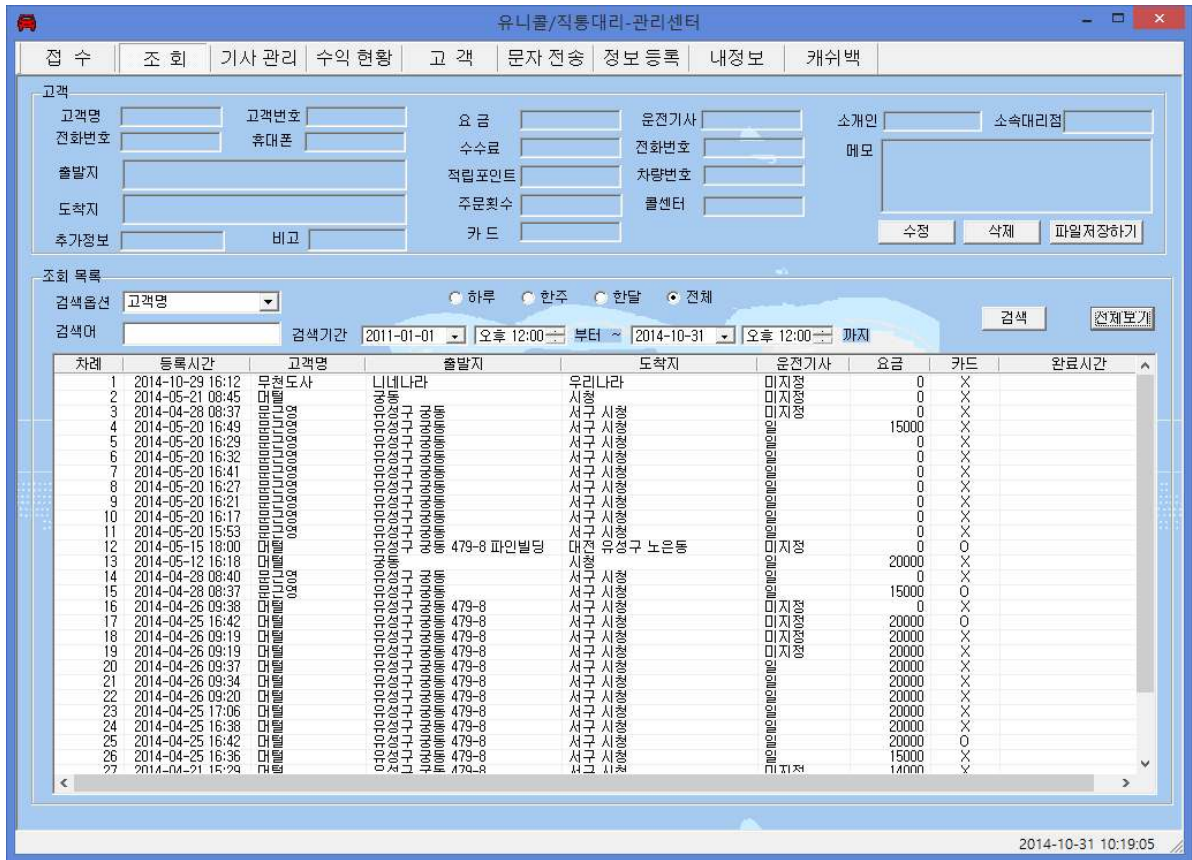 유니콜/직통대리-관리센터
접 수 조 회 기사 관리 수익 현황 고 객 문자 전송 정보 등록 내정보 캐쉬백
고객
고객명 고객번호 요 금 운전기사 소개인 소속대리점
전화번호 휴대폰 수수료 전화번호 메모
출발지 적립포인트 차량번호
도착지 주문횟수 콜센터
추가정보 비고 카 드 수정 삭제 파일저장하기
조회 목록
검색옵션 고객명 하루 한주 한달 전체
검색어 검색기간 2011-01-01 오후 12:00 부터 ~ 2014-10-31 오후 12:00 까지 검색 전체보기
차례 등록시간 고객명 출발지 도착지 운전기사 요금 카드 완료시간
1 2014-10-29 16:12 무천도사 니네나라 우리나라 미지정 0 X
2 2014-05-21 08:45 머털 궁동 시청 미지정 0 X
3 2014-04-28 08:37 문근영 유성구 궁동 서구 시청 미지정 0 X
4 2014-05-20 16:49 문근영 유성구 궁동 서구 시청 일 15000 X
5 2014-05-20 16:29 문근영 유성구 궁동 서구 시청 일 0 X
6 2014-05-20 16:32 문근영 유성구 궁동 서구 시청 일 0 X
7 2014-05-20 16:41 문근영 유성구 궁동 서구 시청 일 0 X
8 2014-05-20 16:27 문근영 유성구 궁동 서구 시청 일 0 X
9 2014-05-20 16:21 문근영 유성구 궁동 서구 시청 일 0 X
10 2014-05-20 16:17 문근영 유성구 궁동 서구 시청 일 0 X
11 2014-05-20 15:53 문근영 유성구 궁동 서구 시청 일 0 X
12 2014-05-15 18:00 머털 유성구 궁동 479-8 파인빌딩 대전 유성구 노은동 미지정 0 O
13 2014-05-12 16:18 머털 궁동 시청 일 20000 X
14 2014-04-28 08:40 문근영 유성구 궁동 서구 시청 일 0 X
15 2014-04-28 08:37 문근영 유성구 궁동 서구 시청 일 15000 O
16 2014-04-26 09:38 머털 유성구 궁동 479-8 서구 시청 미지정 0 X
17 2014-04-25 16:42 머털 유성구 궁동 479-8 서구 시청 미지정 20000 O
18 2014-04-26 09:19 머털 유성구 궁동 479-8 서구 시청 미지정 20000 X
19 2014-04-26 09:19 머털 유성구 궁동 479-8 서구 시청 미지정 20000 X
20 2014-04-26 09:37 머털 유성구 궁동 479-8 서구 시청 일 20000 X
21 2014-04-26 09:34 머털 유성구 궁동 479-8 서구 시청 일 20000 X
22 2014-04-26 09:20 머털 유성구 궁동 479-8 서구 시청 일 20000 X
23 2014-04-25 17:06 머털 유성구 궁동 479-8 서구 시청 일 20000 X
24 2014-04-25 16:38 머털 유성구 궁동 479-8 서구 시청 일 20000 X
25 2014-04-25 16:42 머털 유성구 궁동 479-8 서구 시청 일 20000 O
26 2014-04-25 16:36 머털 유성구 궁동 479-8 서구 시청 일 15000 X
27 2014-04-21 15:29 머털 유성구 궁동 479-8 서구 시청 미지정 14000 X
2014-10-31 10:19:05